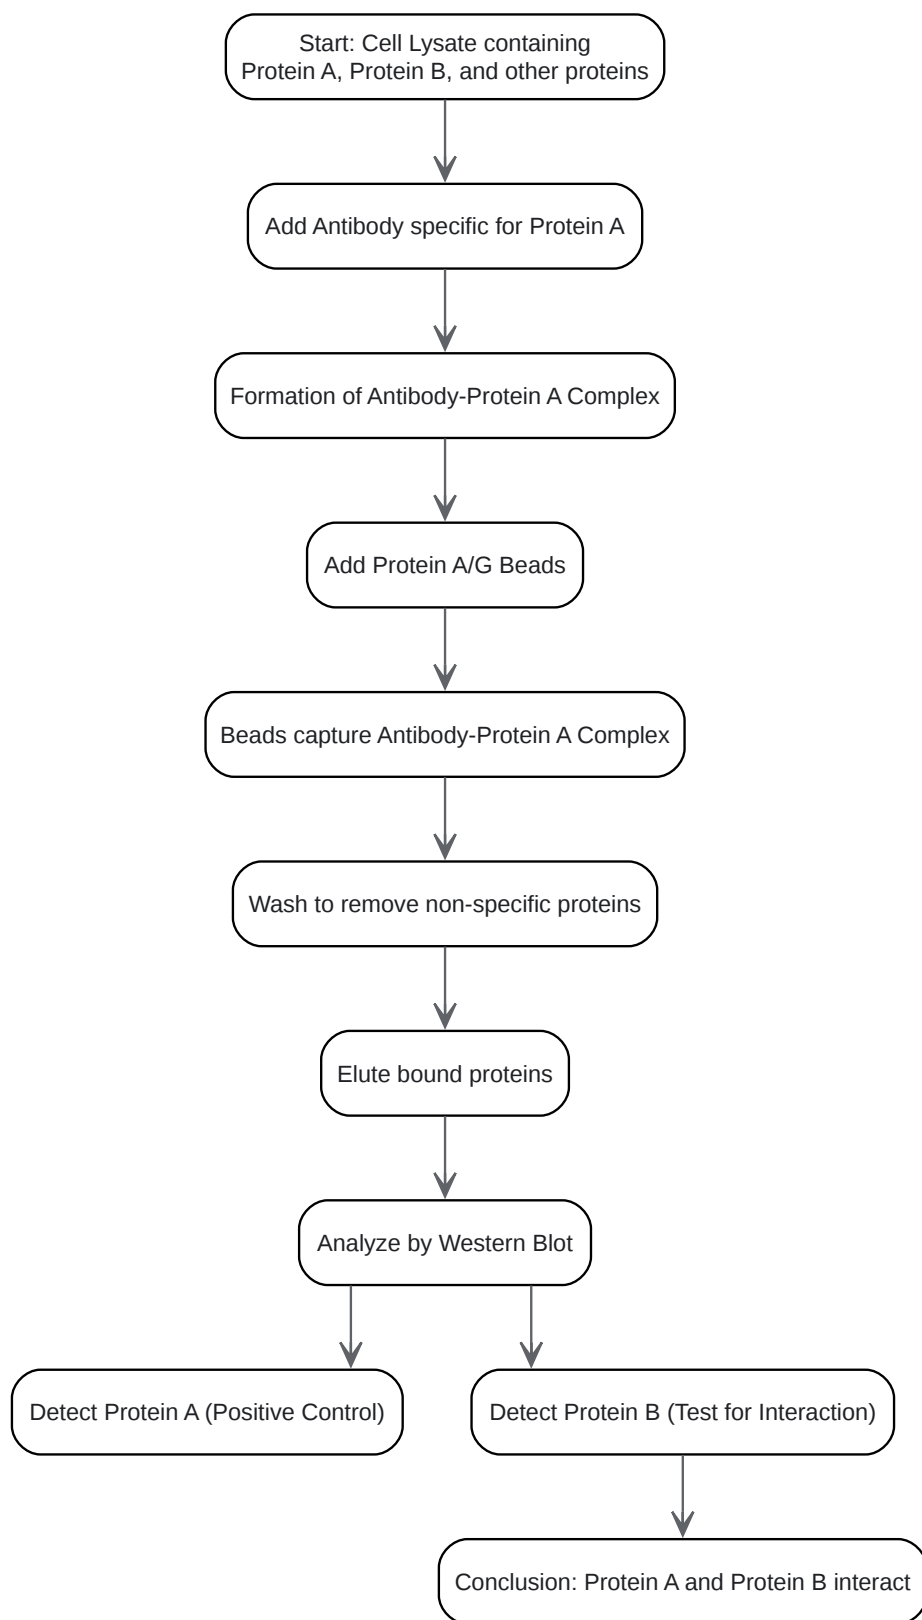 Start: Cell Lysate containing
Protein A, Protein B, and other proteins
Add Antibody specific for Protein A
Formation of Antibody-Protein A Complex
Add Protein A/G Beads
Beads capture Antibody-Protein A Complex
Wash to remove non-specific proteins
Elute bound proteins
Analyze by Western Blot
Detect Protein A (Positive Control)
Detect Protein B (Test for Interaction)
Conclusion: Protein A and Protein B interact